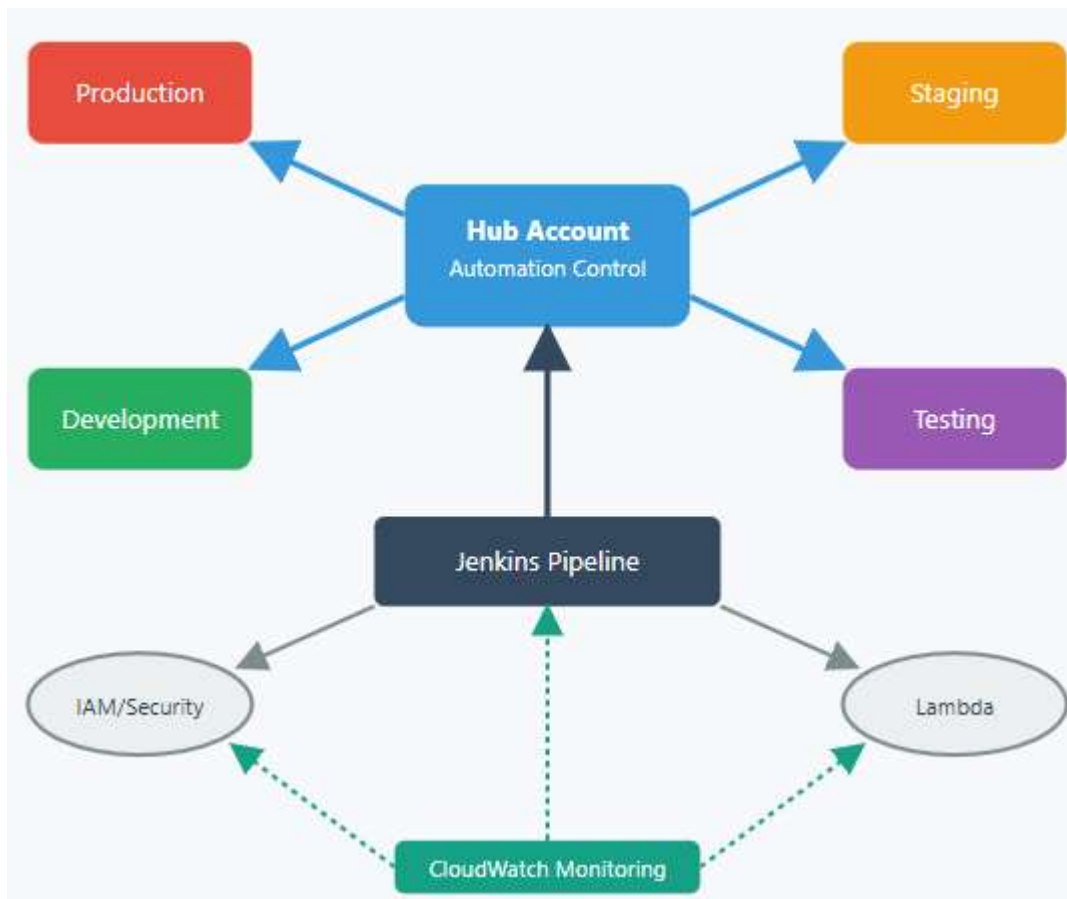 Production
Staging
Hub Account
Automation Control
Development
Testing
Jenkins Pipeline
IAM/Security
Lambda
CloudWatch Monitoring